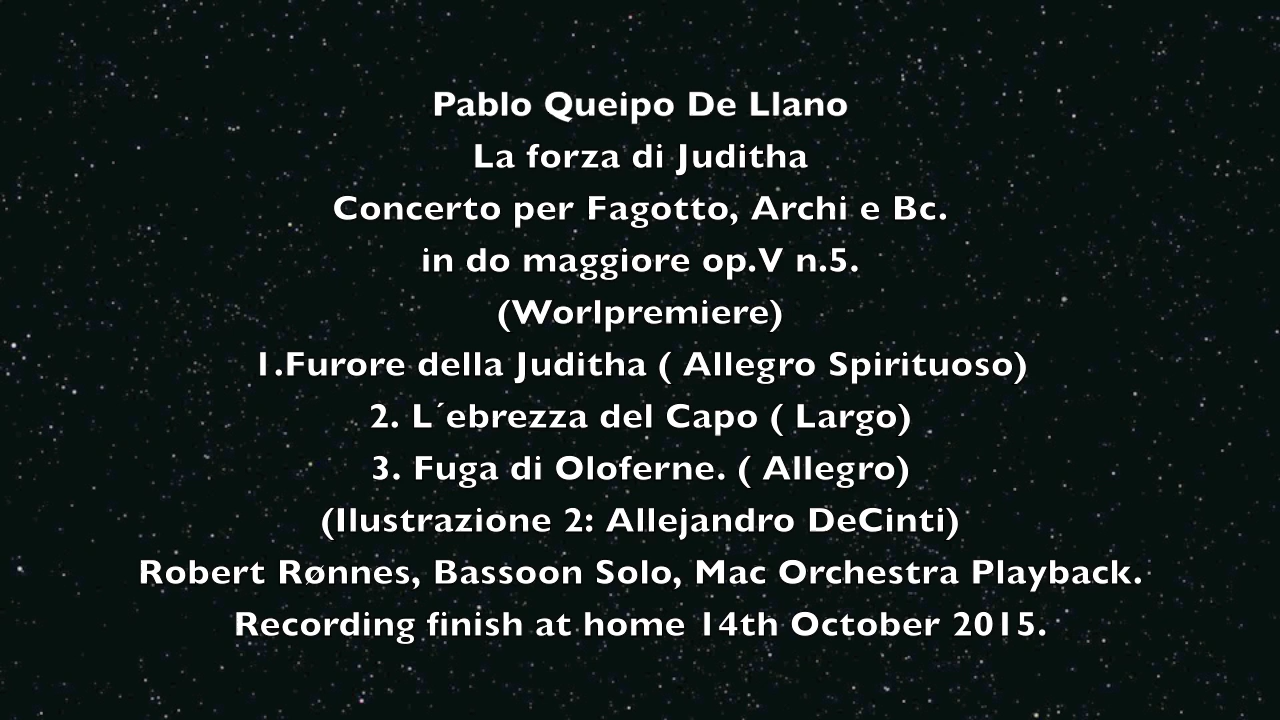 Pablo Queipo De Llano
La forza di Juditha
Concerto per Fagotto, Archi e Bc.
in do maggiore op.V n.5.
(Worlpremiere)
1.Furore della Juditha ( Allegro Spirituoso)
2. L´ebrezza del Capo ( Largo)
3. Fuga di Oloferne. ( Allegro)
(Ilustrazione 2: Allejandro DeCinti)
Robert Rønnes, Bassoon Solo, Mac Orchestra Playback.
Recording finish at home 14th October 2015.